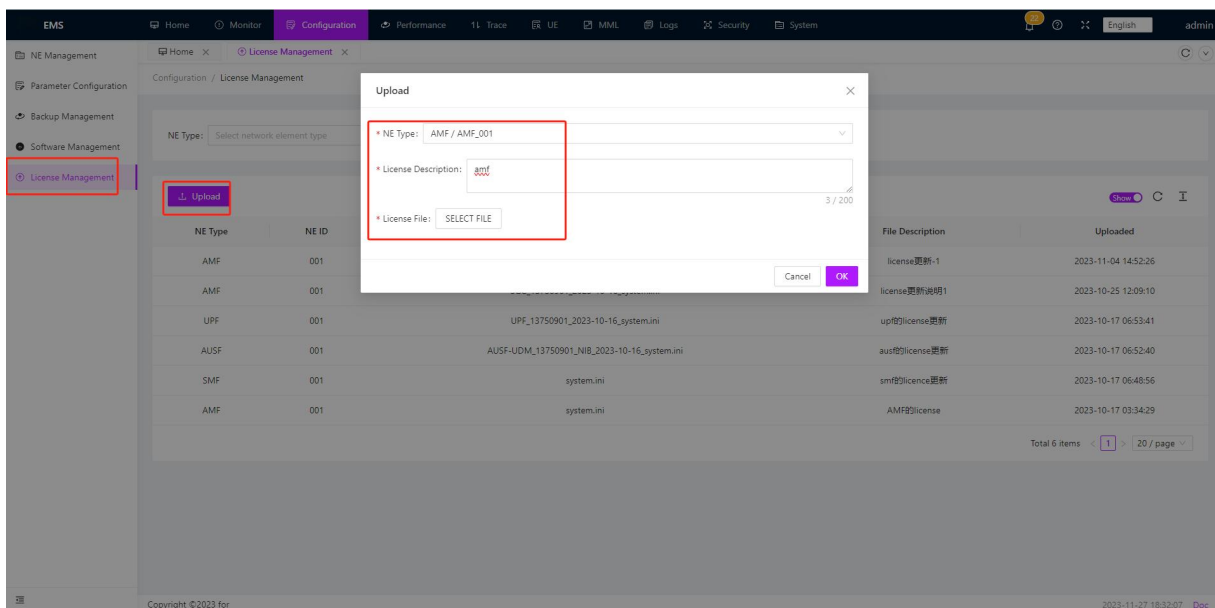 EMS
Home Monitor Configuration Performance Trace UE MML Logs Security System 22 English admin
NE Management
Parameter Configuration
Backup Management
Software Management
License Management
Home × License Management ×
Configuration / License Management
NE Type: Select network element type
Upload
Upload
* NE Type: AMF / AMF_001
* License Description: amf
3 / 200
* License File: SELECT FILE
Cancel OK
Show
NE Type NE ID File Description Uploaded
AMF 001 license更新-1 2023-11-04 14:52:26
AMF 001 license更新说明1 2023-10-25 12:09:10
UPF 001 UPF_13750901_2023-10-16_system.ini upf的license更新 2023-10-17 06:53:41
AUSF 001 AUSF-UDM_13750901_NIB_2023-10-16_system.ini ausf的license更新 2023-10-17 06:52:40
SMF 001 system.ini smf的licence更新 2023-10-17 06:48:56
AMF 001 system.ini AMF的license 2023-10-17 03:34:29
Total 6 items < 1 > 20 / page
Copyright ©2023 for
2023-11-27 18:32:07 Doc